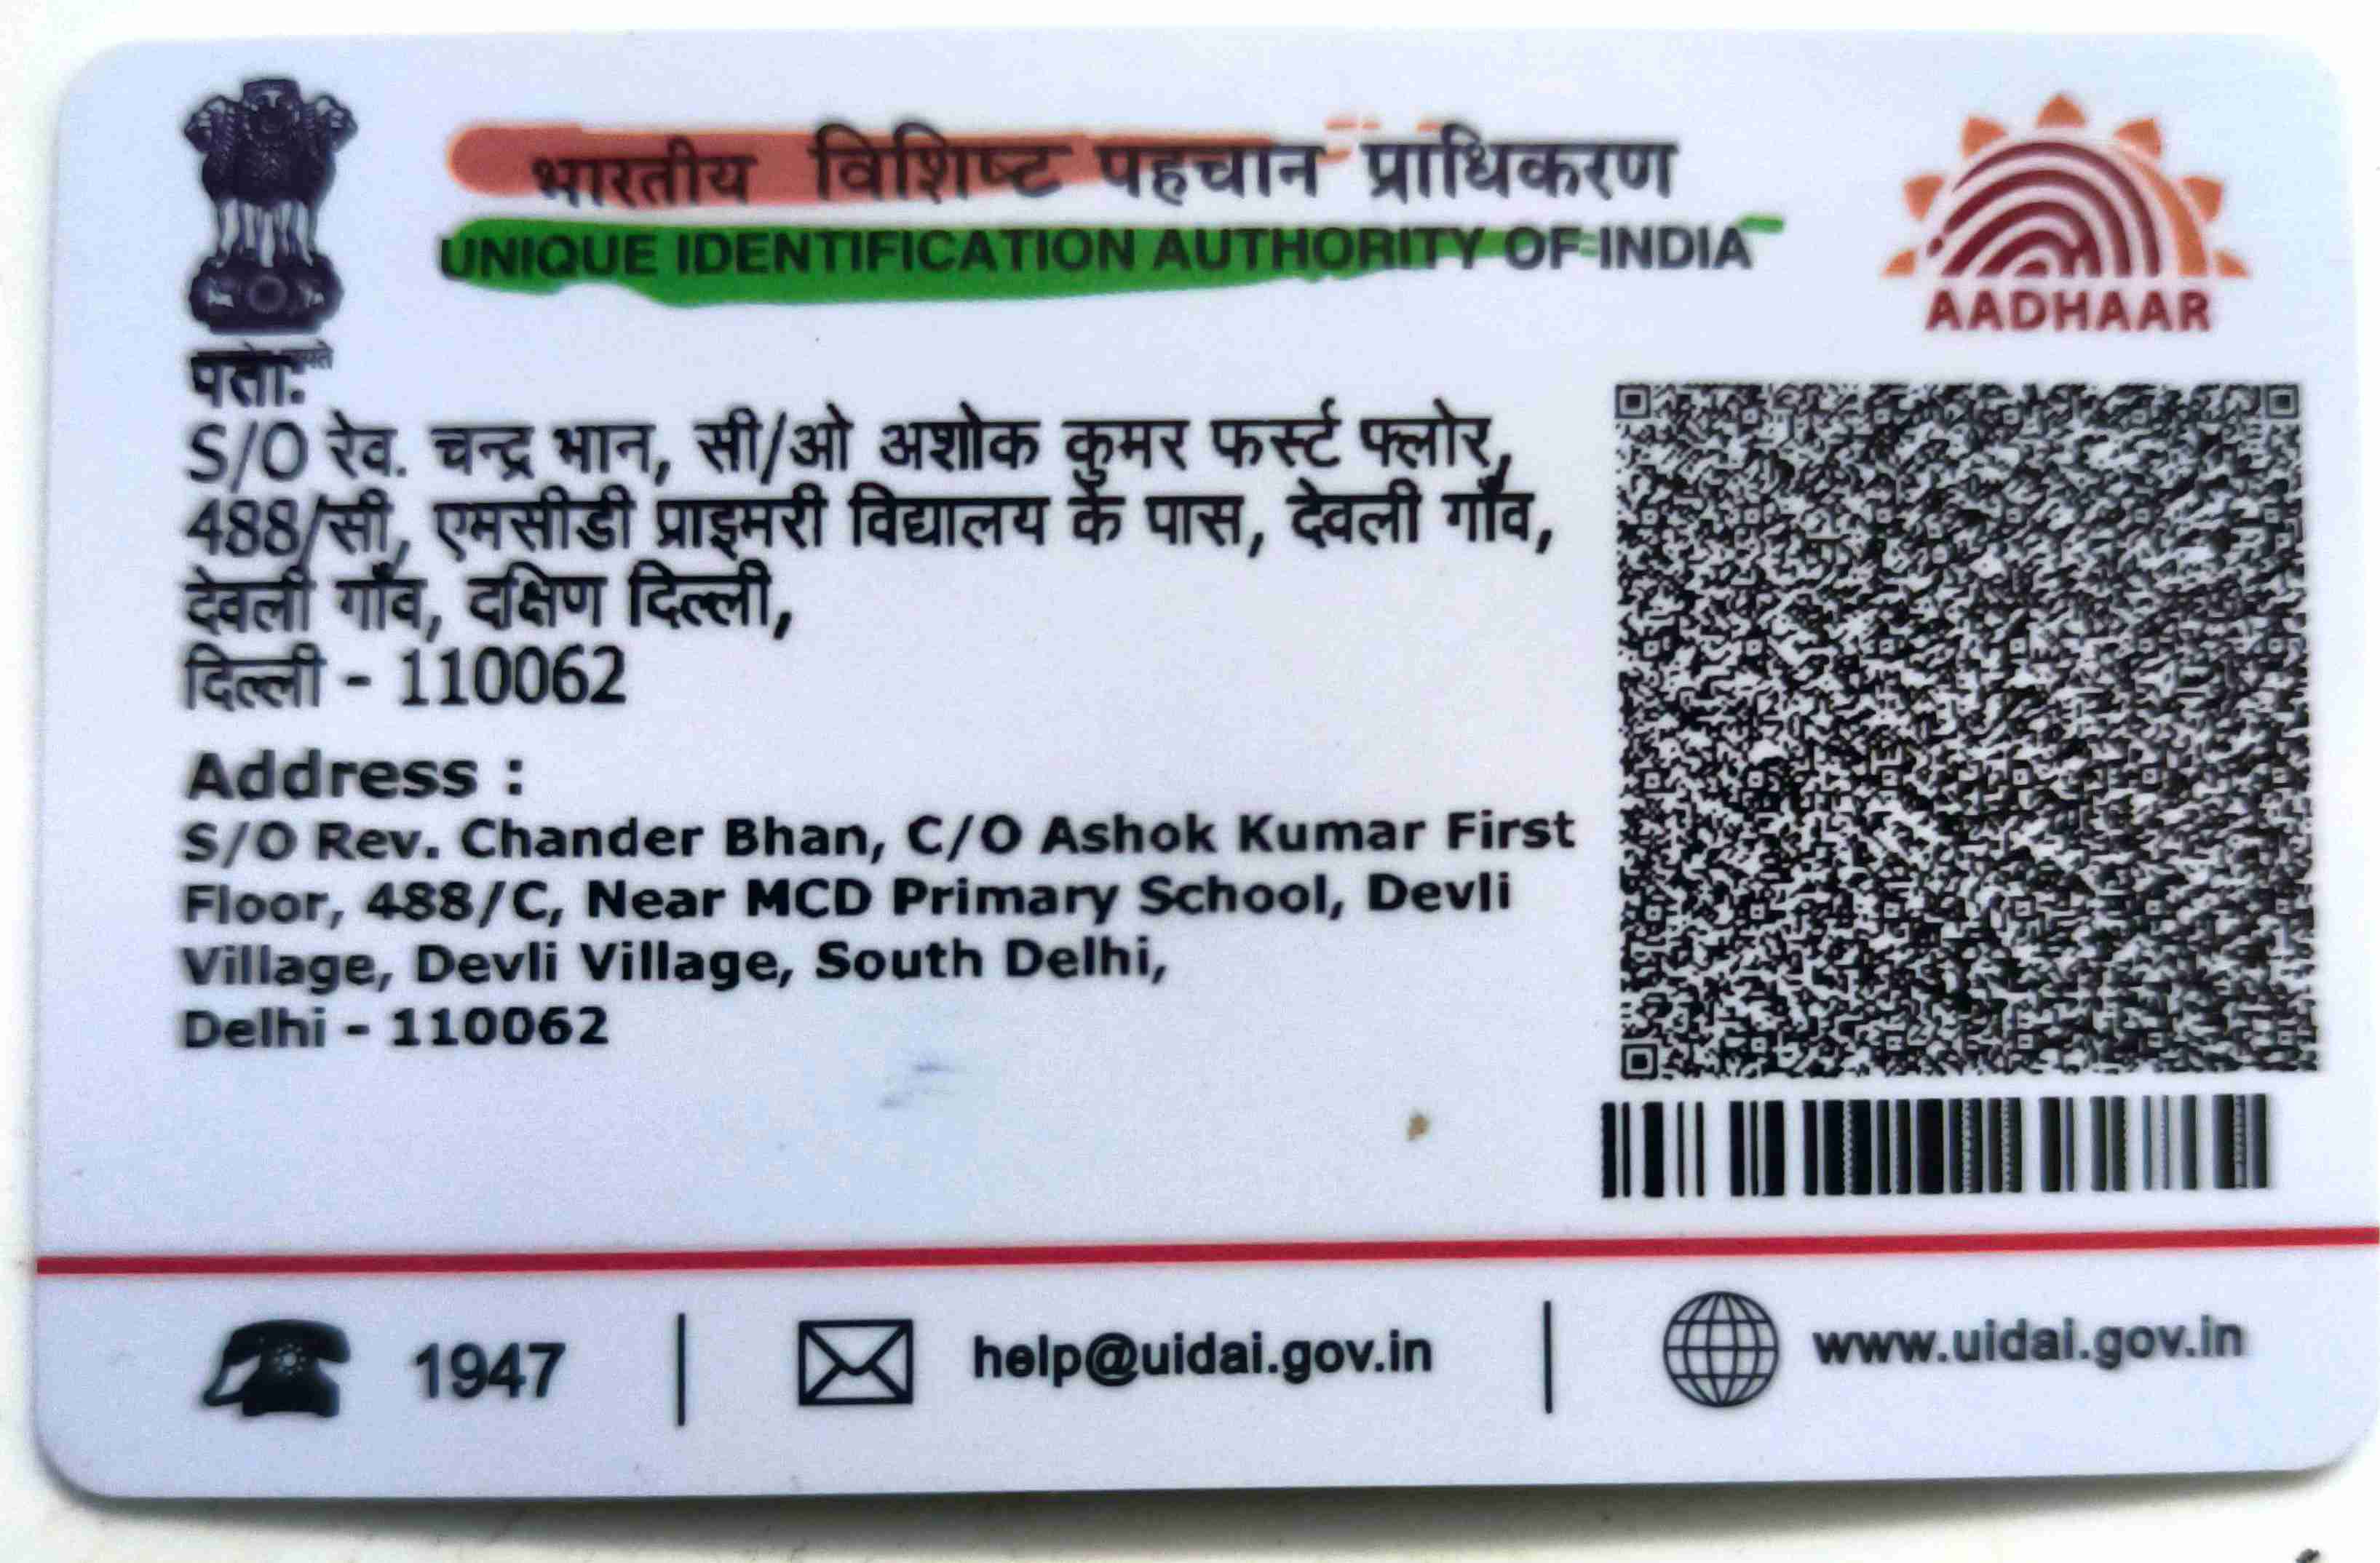 भारतीय विशिष्ट पहचान प्राधिकरण
UNIQUE IDENTIFICATION AUTHORITY OF INDIA
AADHAAR
पता:
S/O रेव. चन्द्र भान, सी/ओ अशोक कुमर फर्स्ट फ्लोर,
488/सी, एमसीडी प्राइमरी विद्यालय के पास, देवली गाँव,
देवली गाँव, दक्षिण दिल्ली,
दिल्ली - 110062
Address :
S/O Rev. Chander Bhan, C/O Ashok Kumar First
Floor, 488/C, Near MCD Primary School, Devli
Village, Devli Village, South Delhi,
Delhi - 110062
1947
help@uidai.gov.in
www.uidai.gov.in